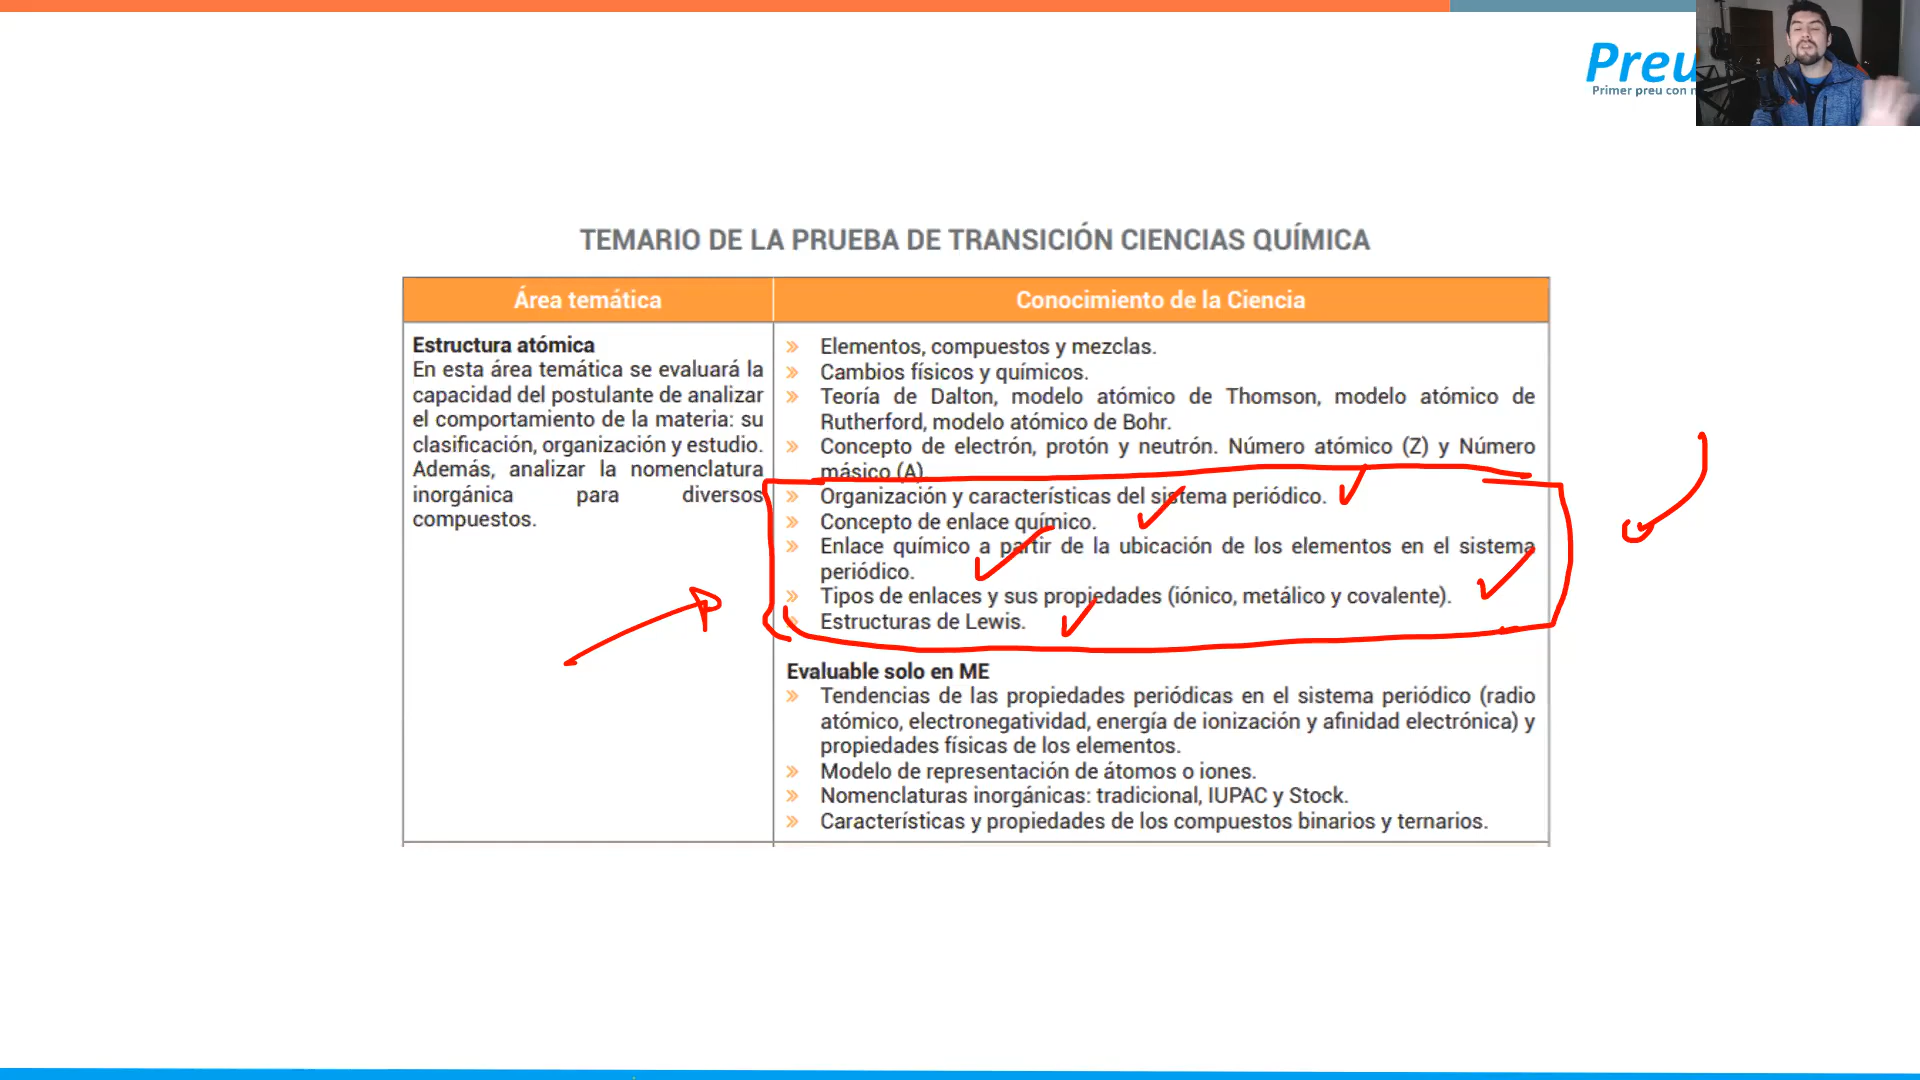 Preu
Primer preu con
TEMARIO DE LA PRUEBA DE TRANSICIÓN CIENCIAS QUÍMICA
Área temática
Conocimiento de la Ciencia
Estructura atómica
En esta área temática se evaluará la
capacidad del postulante de analizar
el comportamiento de la materia: su
clasificación, organización y estudio.
Además, analizar la nomenclatura
inorgánica para diversos
compuestos.
» Elementos, compuestos y mezclas.
» Cambios físicos y químicos.
» Teoría de Dalton, modelo atómico de Thomson, modelo atómico de
Rutherford, modelo atómico de Bohr.
» Concepto de electrón, protón y neutrón. Número atómico (Z) y Número
másico (A)
» Organización y características del sistema periódico.
» Concepto de enlace químico.
» Enlace químico a partir de la ubicación de los elementos en el sistema
periódico.
» Tipos de enlaces y sus propiedades (iónico, metálico y covalente).
» Estructuras de Lewis.
Evaluable solo en ME
» Tendencias de las propiedades periódicas en el sistema periódico (radio
atómico, electronegatividad, energía de ionización y afinidad electrónica) y
propiedades físicas de los elementos.
» Modelo de representación de átomos o iones.
» Nomenclaturas inorgánicas: tradicional, IUPAC y Stock.
» Características y propiedades de los compuestos binarios y ternarios.